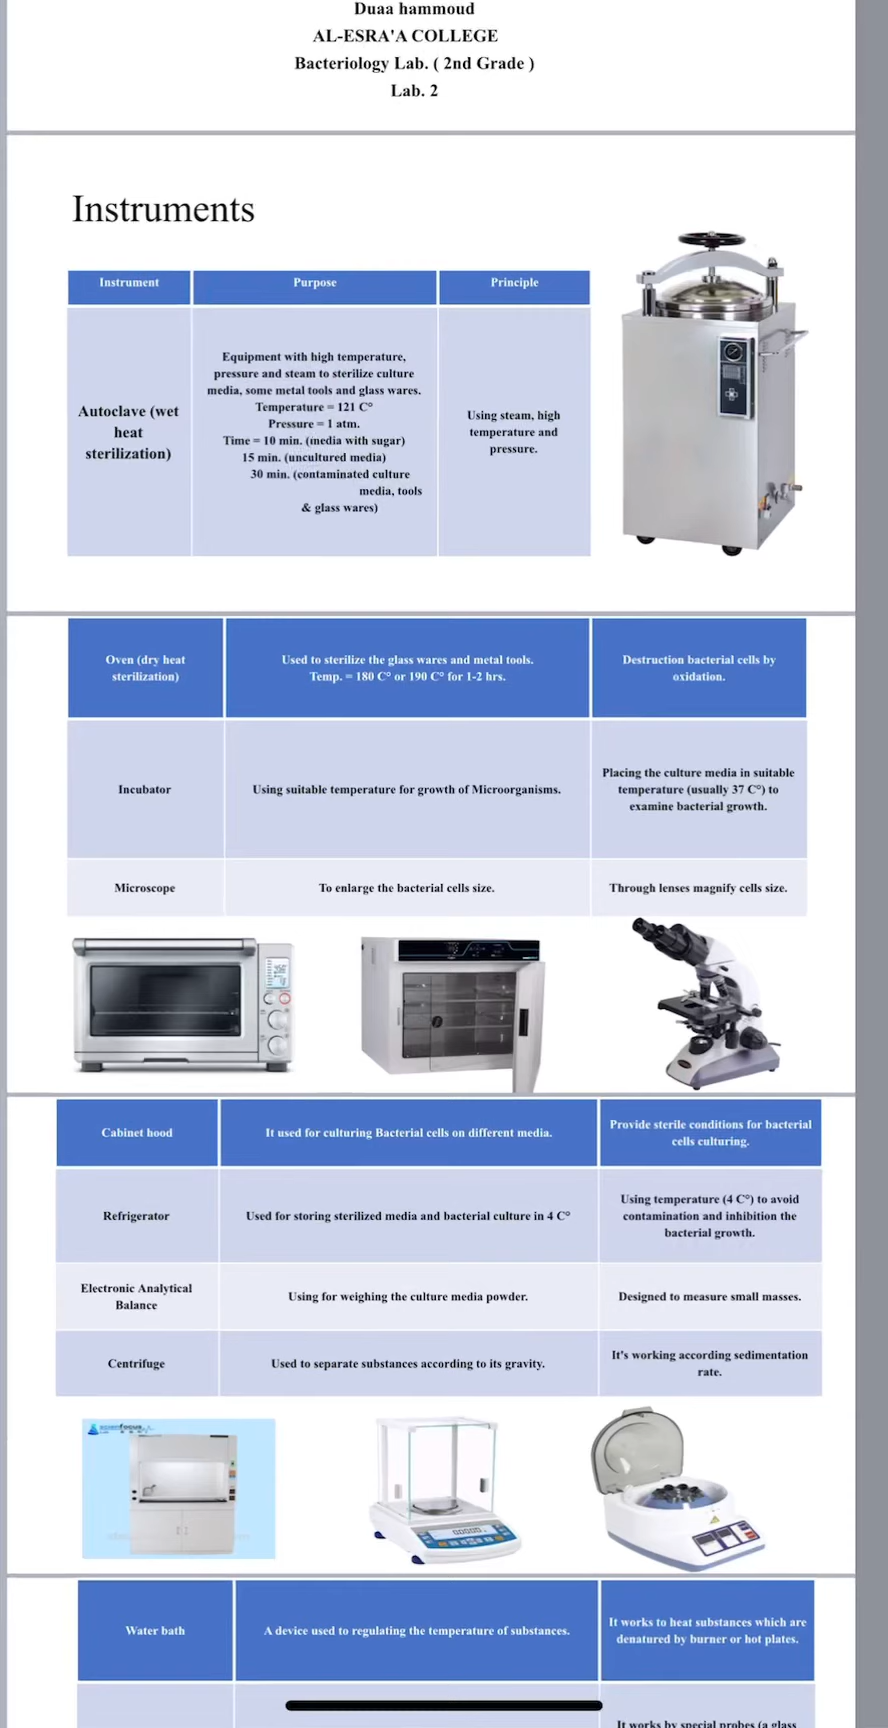 Duaa hammoud
AL-ESRA'A COLLEGE
Bacteriology Lab. ( 2nd Grade )
Lab. 2
Instruments
Instrument
Purpose
Principle
Autoclave (wet
heat
sterilization)
Equipment with high temperature,
pressure and steam to sterilize culture
media, some metal tools and glass wares.
Temperature = 121 C°
Pressure = 1 atm.
Time = 10 min. (media with sugar)
15 min. (uncultured media)
30 min. (contaminated culture
media, tools
& glass wares)
Using steam, high
temperature and
pressure.
Oven (dry heat
sterilization)
Used to sterilize the glass wares and metal tools.
Temp. = 180 C° or 190 C° for 1-2 hrs.
Destruction bacterial cells by
oxidation.
Incubator
Using suitable temperature for growth of Microorganisms.
Placing the culture media in suitable
temperature (usually 37 C°) to
examine bacterial growth.
Microscope
To enlarge the bacterial cells size.
Through lenses magnify cells size.
Cabinet hood
It used for culturing Bacterial cells on different media.
Provide sterile conditions for bacterial
cells culturing.
Refrigerator
Used for storing sterilized media and bacterial culture in 4 C°
Using temperature (4 C°) to avoid
contamination and inhibition the
bacterial growth.
Electronic Analytical
Balance
Using for weighing the culture media powder.
Designed to measure small masses.
Centrifuge
Used to separate substances according to its gravity.
It's working according sedimentation
rate.
Water bath
A device used to regulating the temperature of substances.
It works to heat substances which are
denatured by burner or hot plates.
It works by special probes (a glass